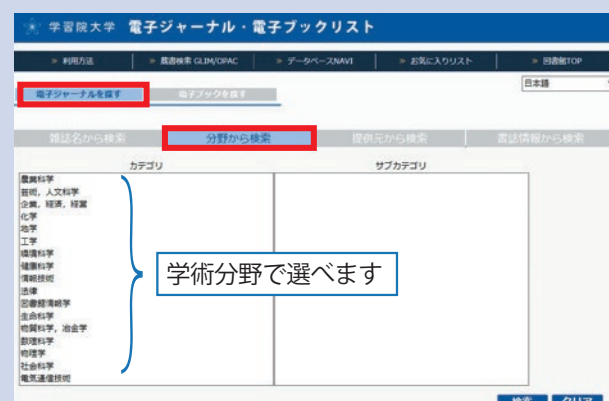 学習院大学 電子ジャーナル・電子ブックリスト
» 利用方法 » 蔵書検索 GLIM/OPAC » データベースNAVI » お気に入りリスト » 図書館TOP
日本語
電子ジャーナルを探す 電子ブックを探す
雑誌名から検索 分野から検索 提供元から検索 書誌情報から検索
カテゴリ サブカテゴリ
農業科学
芸術，人文科学
企業，経済，経営
化学
地学
工学
環境科学
健康科学
情報技術
法律
図書館情報学
生命科学
物質科学，冶金学
数理科学
物理学
社会科学
電気通信技術
学術分野で選べます
検索 クリア